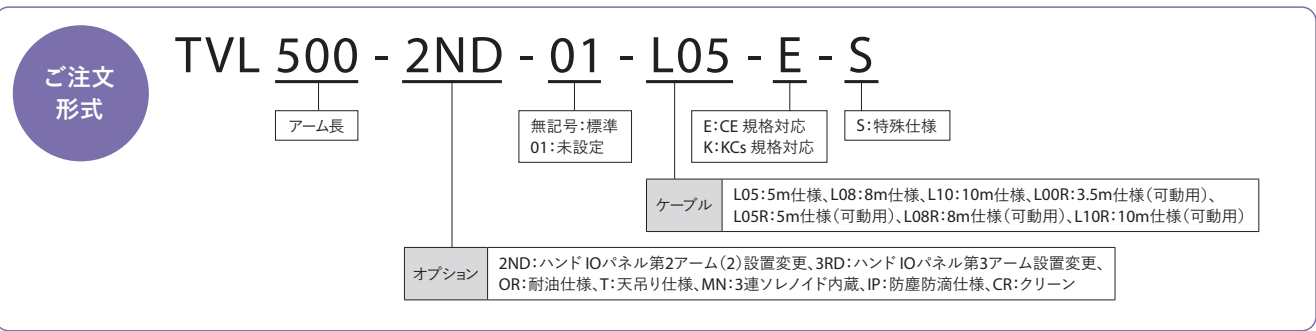 ご注文
形式
TVL 500 - 2ND - 01 - L05 - E - S
アーム長
無記号：標準
01：未設定
E：CE 規格対応
K：KCs 規格対応
S：特殊仕様
ケーブル
L05：5m仕様、L08：8m仕様、L10：10m仕様、L00R：3.5m仕様（可動用）、
L05R：5m仕様（可動用）、L08R：8m仕様（可動用）、L10R：10m仕様（可動用）
オプション
2ND：ハンド IOパネル第2アーム（2）設置変更、3RD：ハンド IOパネル第3アーム設置変更、
OR：耐油仕様、T：天吊り仕様、MN：3連ソレノイド内蔵、IP：防塵防滴仕様、CR：クリーン